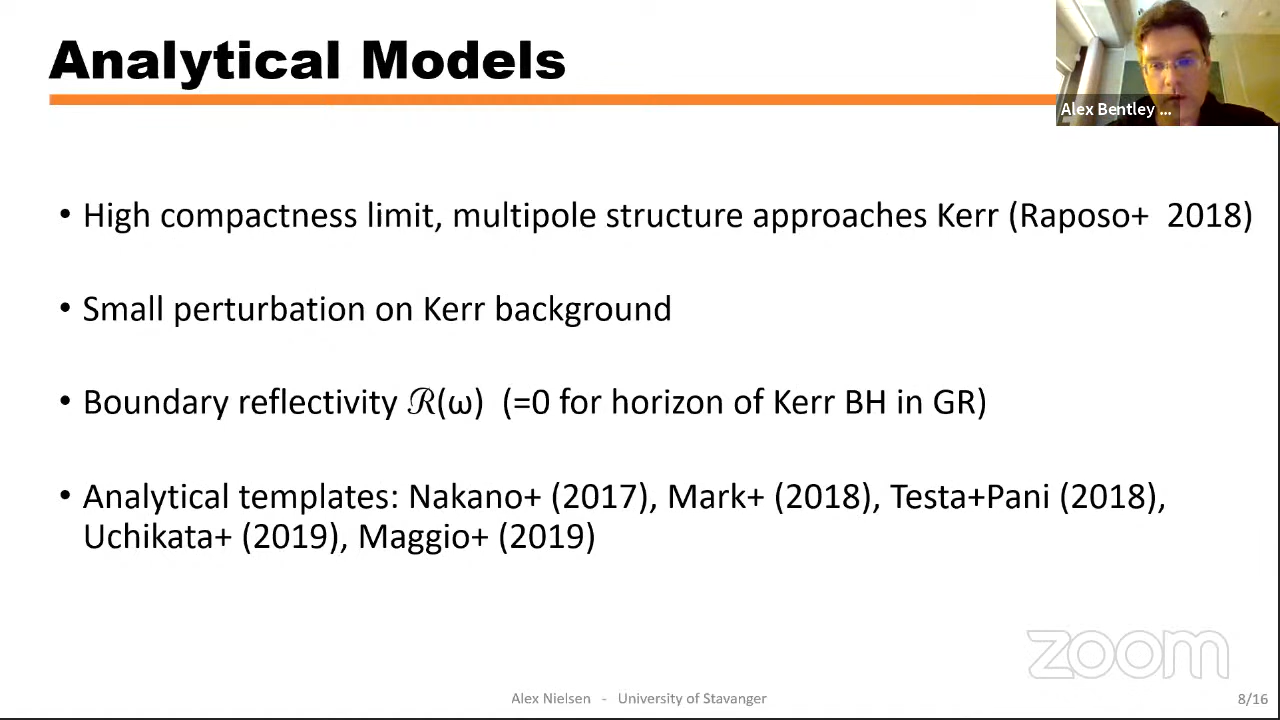 Analytical Models
Alex Bentley ...
• High compactness limit, multipole structure approaches Kerr (Raposo+ 2018)
• Small perturbation on Kerr background
• Boundary reflectivity ℛ(ω) (=0 for horizon of Kerr BH in GR)
• Analytical templates: Nakano+ (2017), Mark+ (2018), Testa+Pani (2018),
Uchikata+ (2019), Maggio+ (2019)
zoom
Alex Nielsen - University of Stavanger
8/16